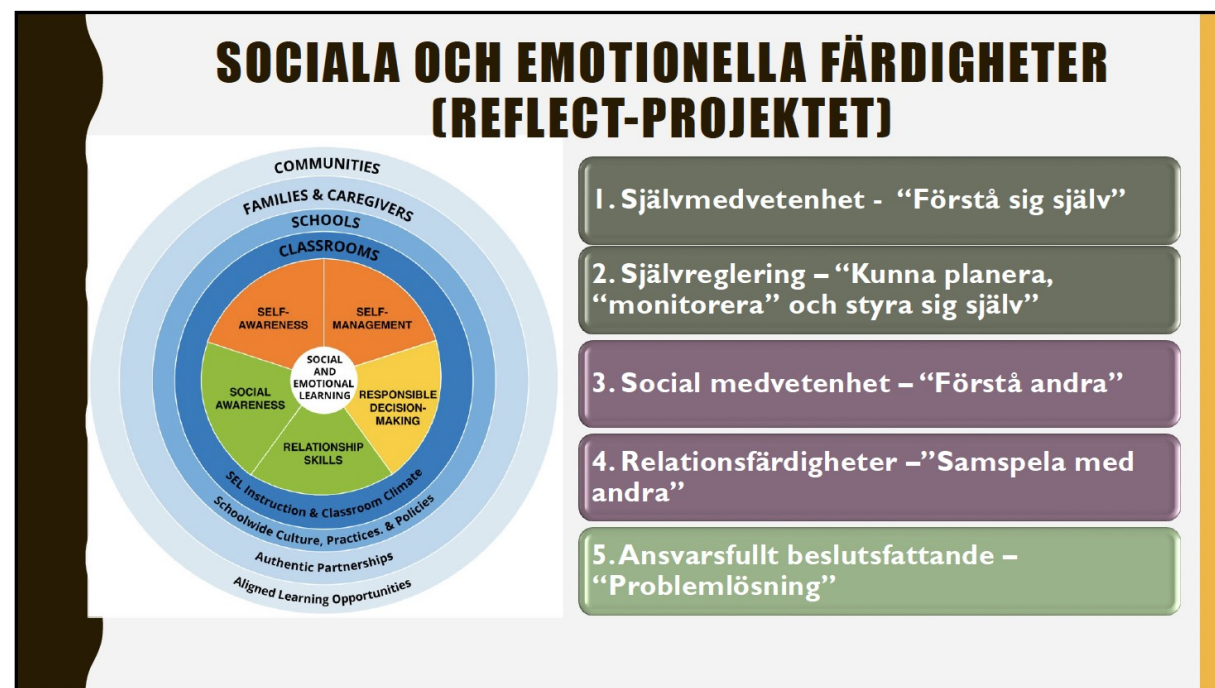 SOCIALA OCH EMOTIONELLA FÄRDIGHETER
(REFLECT-PROJEKTET)
COMMUNITIES
FAMILIES & CAREGIVERS
SCHOOLS
CLASSROOMS
SELF-
AWARENESS
SELF-
MANAGEMENT
SOCIAL
AND
EMOTIONAL
LEARNING
SOCIAL
AWARENESS
RESPONSIBLE
DECISION-
MAKING
RELATIONSHIP
SKILLS
SEL Instruction & Classroom Climate
Schoolwide Culture, Practices. & Policies
Authentic Partnerships
Aligned Learning Opportunities
1. Självmedvetenhet - “Förstå sig själv”
2. Självreglering – “Kunna planera,
“monitorera” och styra sig själv”
3. Social medvetenhet – “Förstå andra”
4. Relationsfärdigheter –”Samspela med
andra”
5. Ansvarsfullt beslutsfattande –
“Problemlösning”